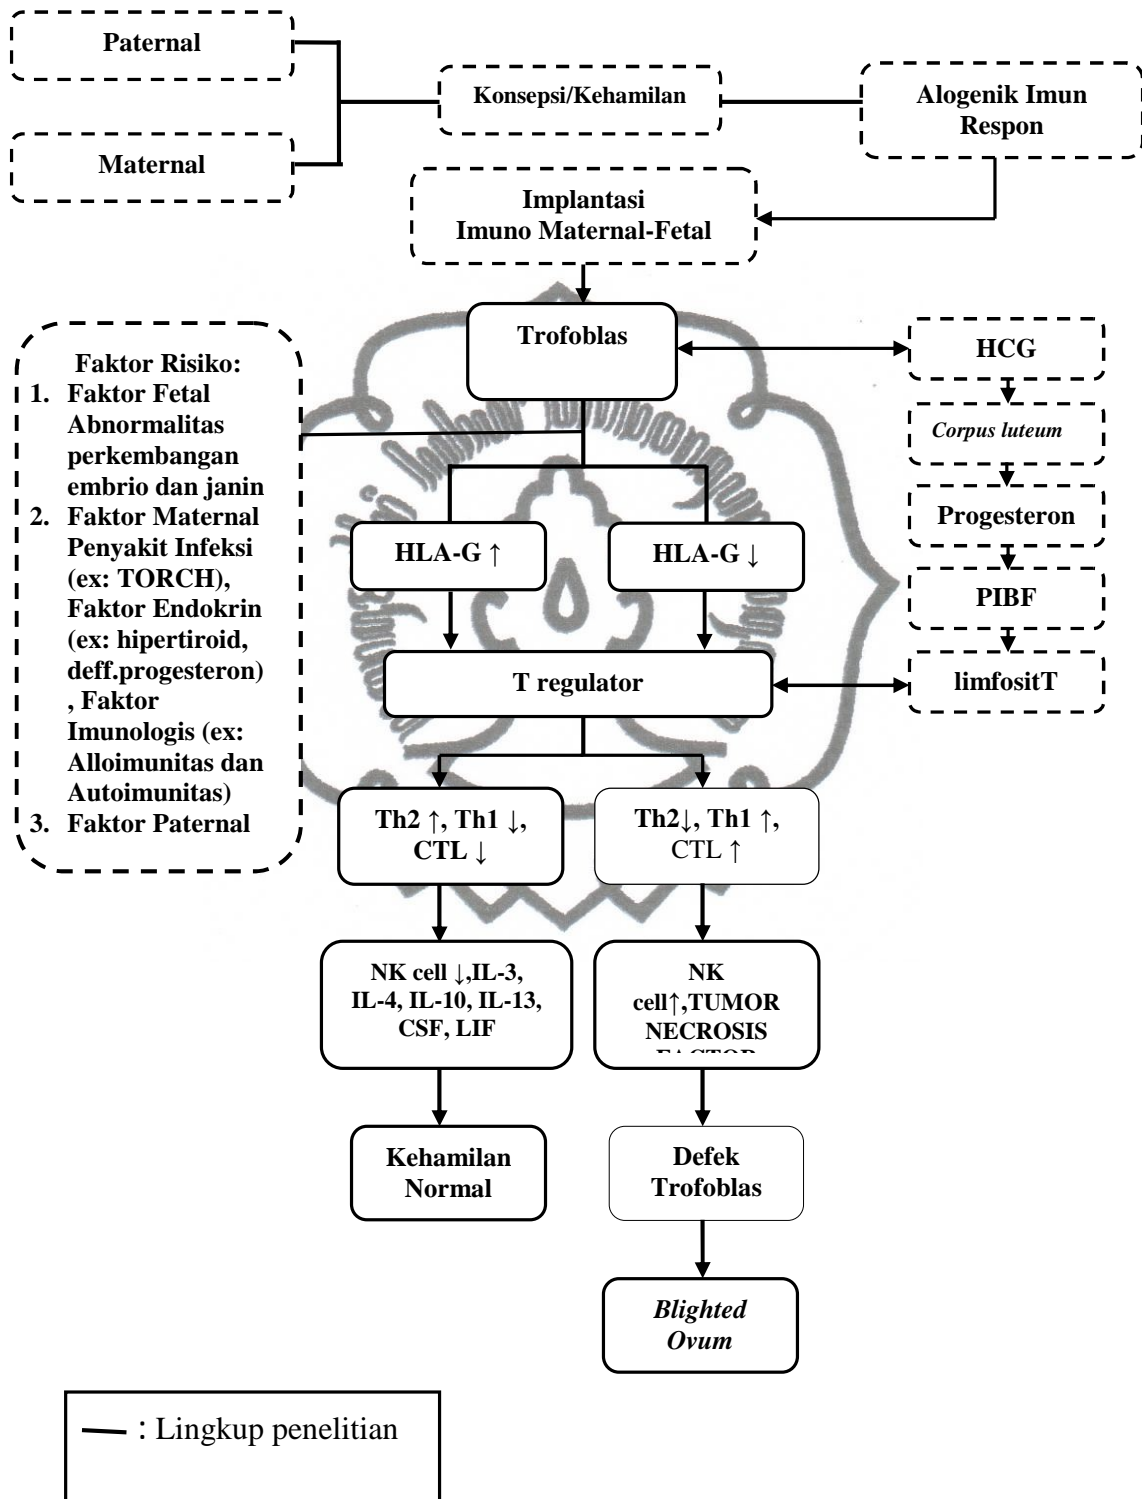 Paternal
Konsepsi/Kehamilan
Alogenik Imun
Respon
Maternal
Implantasi
Imuno Maternal-Fetal
Trofoblas
HCG
Corpus luteum
Progesteron
PIBF
limfositT
Faktor Risiko:
1. Faktor Fetal
Abnormalitas
perkembangan
embrio dan janin
2. Faktor Maternal
Penyakit Infeksi
(ex: TORCH),
Faktor Endokrin
(ex: hipertiroid,
deff.progesteron)
, Faktor
Imunologis (ex:
Alloimunitas dan
Autoimunitas)
3. Faktor Paternal
HLA-G ↑
HLA-G ↓
T regulator
Th2 ↑, Th1 ↓,
CTL ↓
Th2↓, Th1 ↑,
CTL ↑
NK cell ↓,IL-3,
IL-4, IL-10, IL-13,
CSF, LIF
NK
cell↑,TUMOR
NECROSIS
FACTOR
Kehamilan
Normal
Defek
Trofoblas
Blighted
Ovum
: Lingkup penelitian